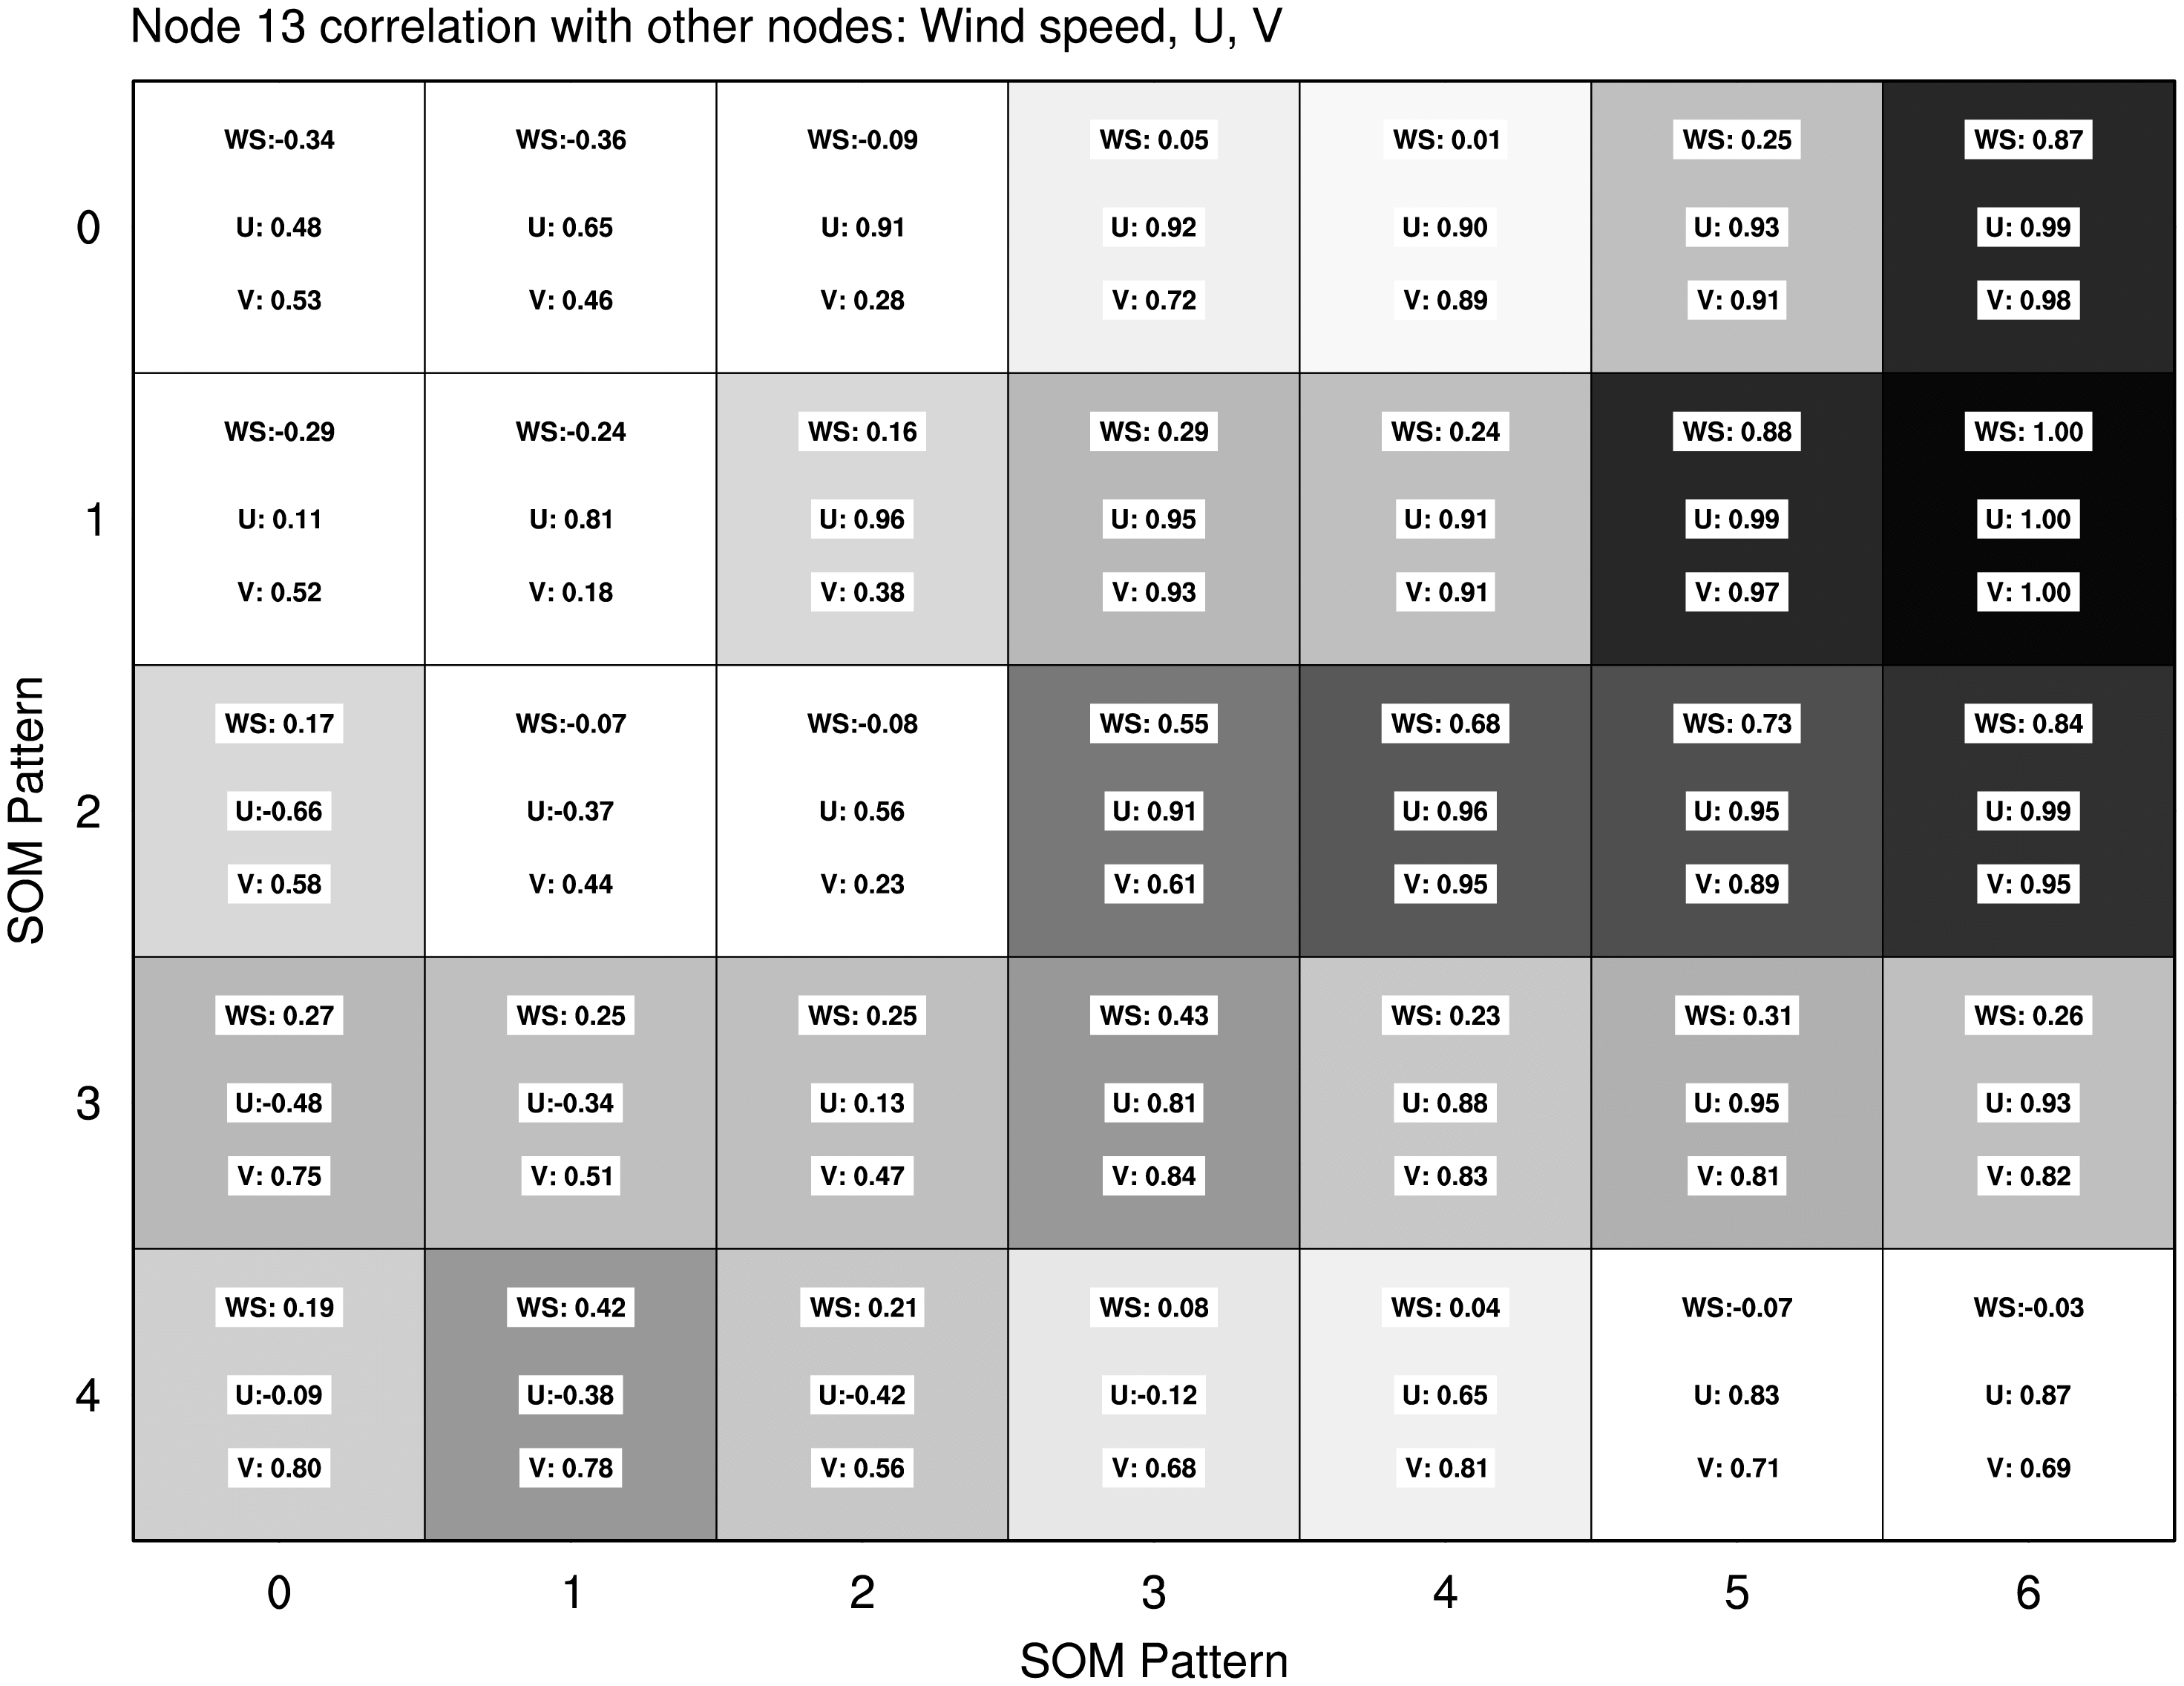 Node 13 correlation with other nodes: Wind speed, U, V
WS:-0.34 WS:-0.36 WS:-0.09 WS: 0.05 WS: 0.01 WS: 0.25 WS: 0.87
0 U: 0.48 U: 0.65 U: 0.91 U: 0.92 U: 0.90 U: 0.93 U: 0.99
V: 0.53 V: 0.46 V: 0.28 V: 0.72 V: 0.89 V: 0.91 V: 0.98
WS:-0.29 WS:-0.24 WS: 0.16 WS: 0.29 WS: 0.24 WS: 0.88 WS: 1.00
1 U: 0.11 U: 0.81 U: 0.96 U: 0.95 U: 0.91 U: 0.99 U: 1.00
V: 0.52 V: 0.18 V: 0.38 V: 0.93 V: 0.91 V: 0.97 V: 1.00
WS: 0.17 WS:-0.07 WS:-0.08 WS: 0.55 WS: 0.68 WS: 0.73 WS: 0.84
SOM Pattern
2 U:-0.66 U:-0.37 U: 0.56 U: 0.91 U: 0.96 U: 0.95 U: 0.99
V: 0.58 V: 0.44 V: 0.23 V: 0.61 V: 0.95 V: 0.89 V: 0.95
WS: 0.27 WS: 0.25 WS: 0.25 WS: 0.43 WS: 0.23 WS: 0.31 WS: 0.26
3 U:-0.48 U:-0.34 U: 0.13 U: 0.81 U: 0.88 U: 0.95 U: 0.93
V: 0.75 V: 0.51 V: 0.47 V: 0.84 V: 0.83 V: 0.81 V: 0.82
WS: 0.19 WS: 0.42 WS: 0.21 WS: 0.08 WS: 0.04 WS:-0.07 WS:-0.03
4 U:-0.09 U:-0.38 U:-0.42 U:-0.12 U: 0.65 U: 0.83 U: 0.87
V: 0.80 V: 0.78 V: 0.56 V: 0.68 V: 0.81 V: 0.71 V: 0.69
0 1 2 3 4 5 6
SOM Pattern